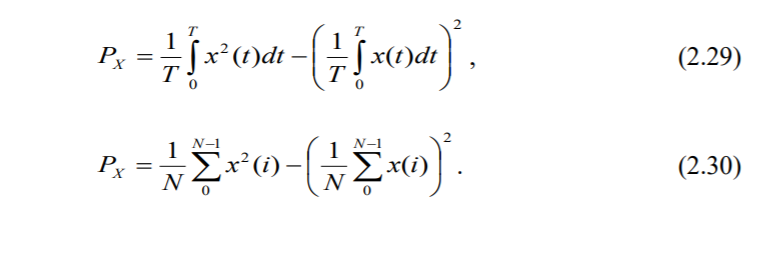 P_X = \frac{1}{T} \int_0^T x^2(t)dt - \left( \frac{1}{T} \int_0^T x(t)dt \right)^2 , (2.29)
P_X = \frac{1}{N} \sum_0^{N-1} x^2(i) - \left( \frac{1}{N} \sum_0^{N-1} x(i) \right)^2 . (2.30)